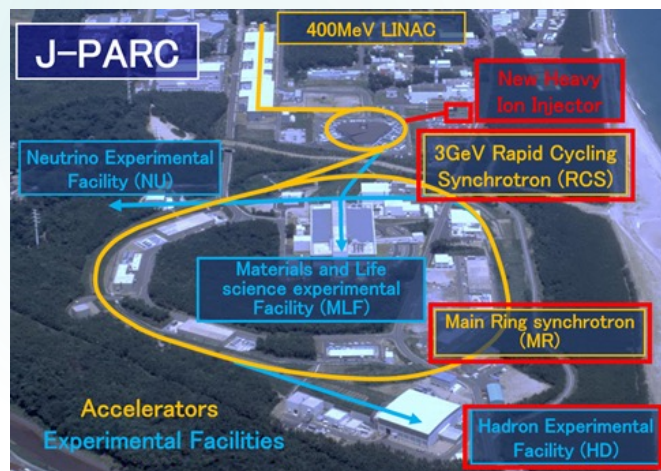 J-PARC
400MeV LINAC
New Heavy
Ion Injector
Neutrino Experimental
Facility (NU)
3GeV Rapid Cycling
Synchrotron (RCS)
Materials and Life
science experimental
Facility (MLF)
Main Ring synchrotron
(MR)
Accelerators
Experimental Facilities
Hadron Experimental
Facility (HD)